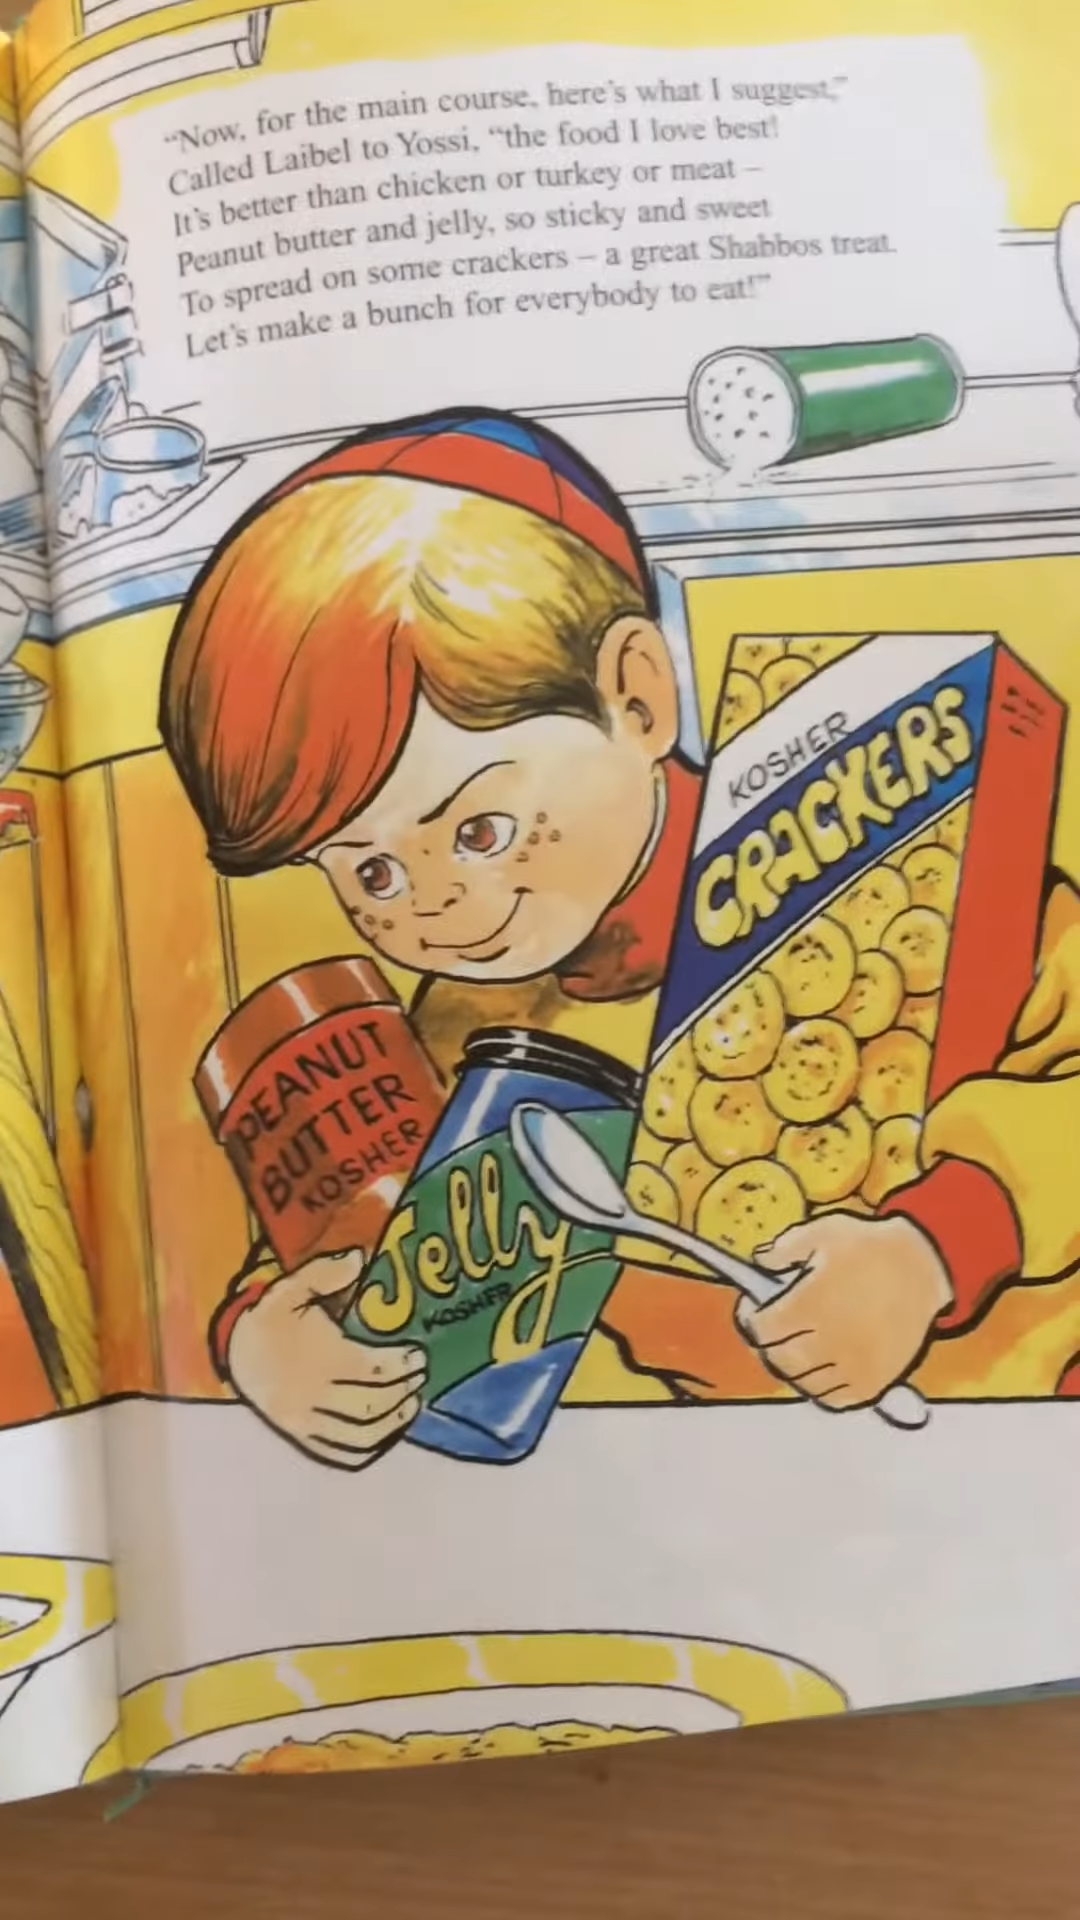 “Now, for the main course, here’s what I suggest,”
Called Laibel to Yossi, “the food I love best!
It’s better than chicken or turkey or meat –
Peanut butter and jelly, so sticky and sweet
To spread on some crackers – a great Shabbos treat.
Let’s make a bunch for everybody to eat!”
KOSHER
CRACKERS
PEANUT
BUTTER
KOSHER
Jelly
KOSHER